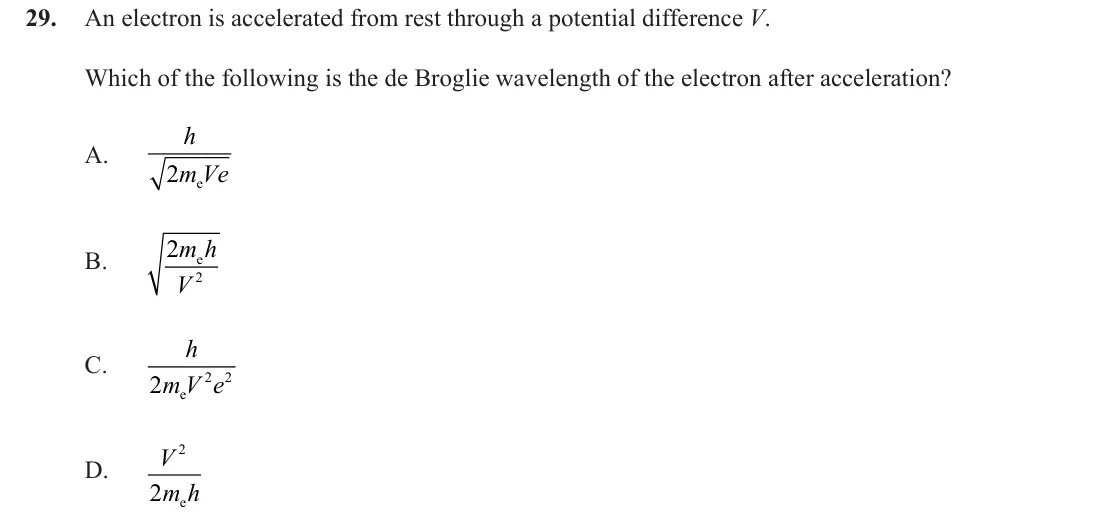 29. An electron is accelerated from rest through a potential difference V.
Which of the following is the de Broglie wavelength of the electron after acceleration?
A. h / √(2mₑVe)
B. √(2mₑh / V²)
C. h / 2mₑV²e²
D. V² / 2mₑh